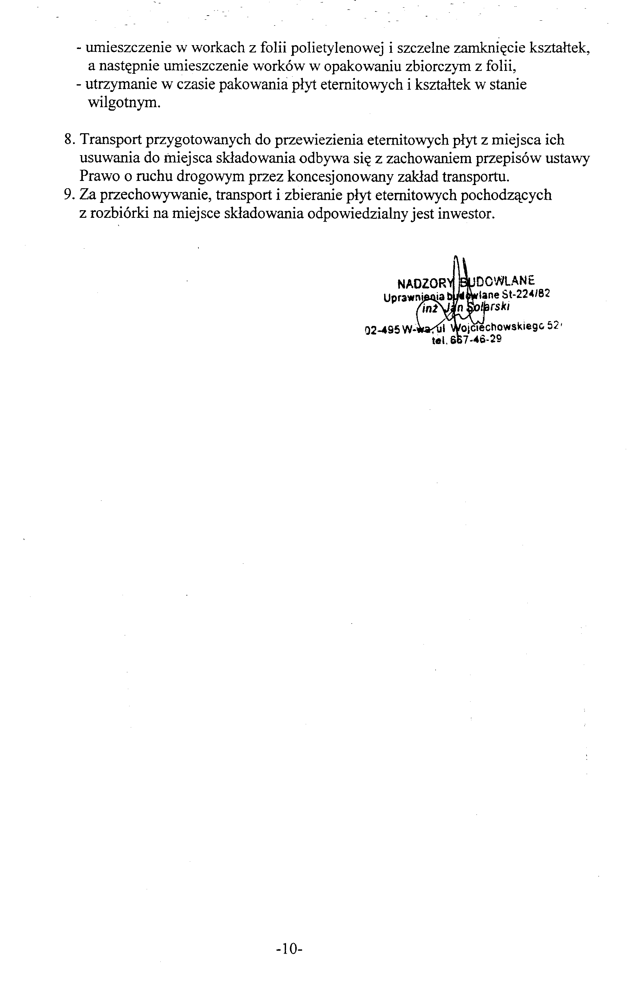 - umieszczenie w workach z folii polietylenowej i szczelne zamknięcie kształtek,
a następnie umieszczenie worków w opakowaniu zbiorczym z folii,
- utrzymanie w czasie pakowania płyt eternitowych i kształtek w stanie
wilgotnym.
8. Transport przygotowanych do przewiezienia eternitowych płyt z miejsca ich
usuwania do miejsca składowania odbywa się z zachowaniem przepisów ustawy
Prawo o ruchu drogowym przez koncesjonowany zakład transportu.
9. Za przechowywanie, transport i zbieranie płyt eternitowych pochodzących
z rozbiórki na miejsce składowania odpowiedzialny jest inwestor.
NADZORY BUDOWLANE
Uprawnienia budowlane St-224/82
inż Jan Solarski
02-495 W-wa, ul Wojciechowskiego 52
tel. 667-46-29
-10-